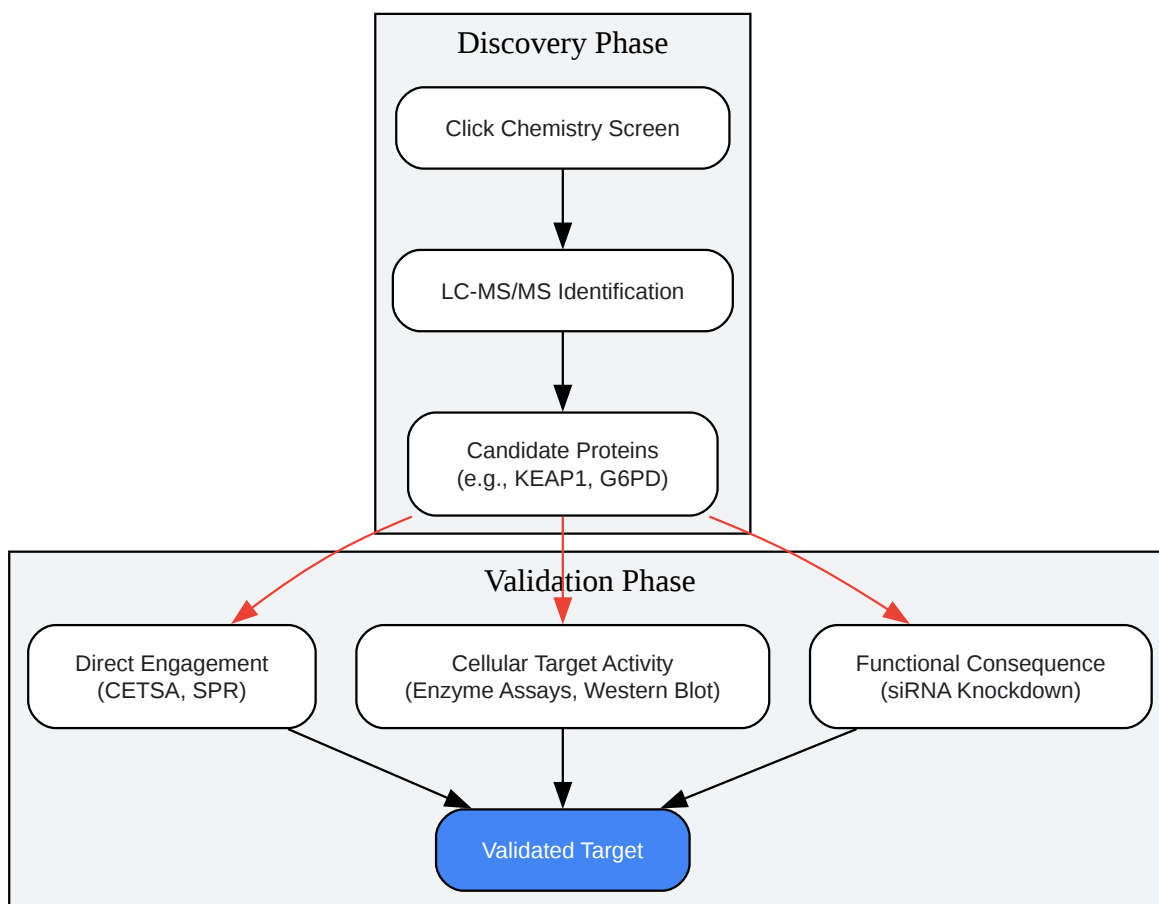 Discovery Phase
Click Chemistry Screen
LC-MS/MS Identification
Candidate Proteins
(e.g., KEAP1, G6PD)
Validation Phase
Direct Engagement
(CETSA, SPR)
Cellular Target Activity
(Enzyme Assays, Western Blot)
Functional Consequence
(siRNA Knockdown)
Validated Target